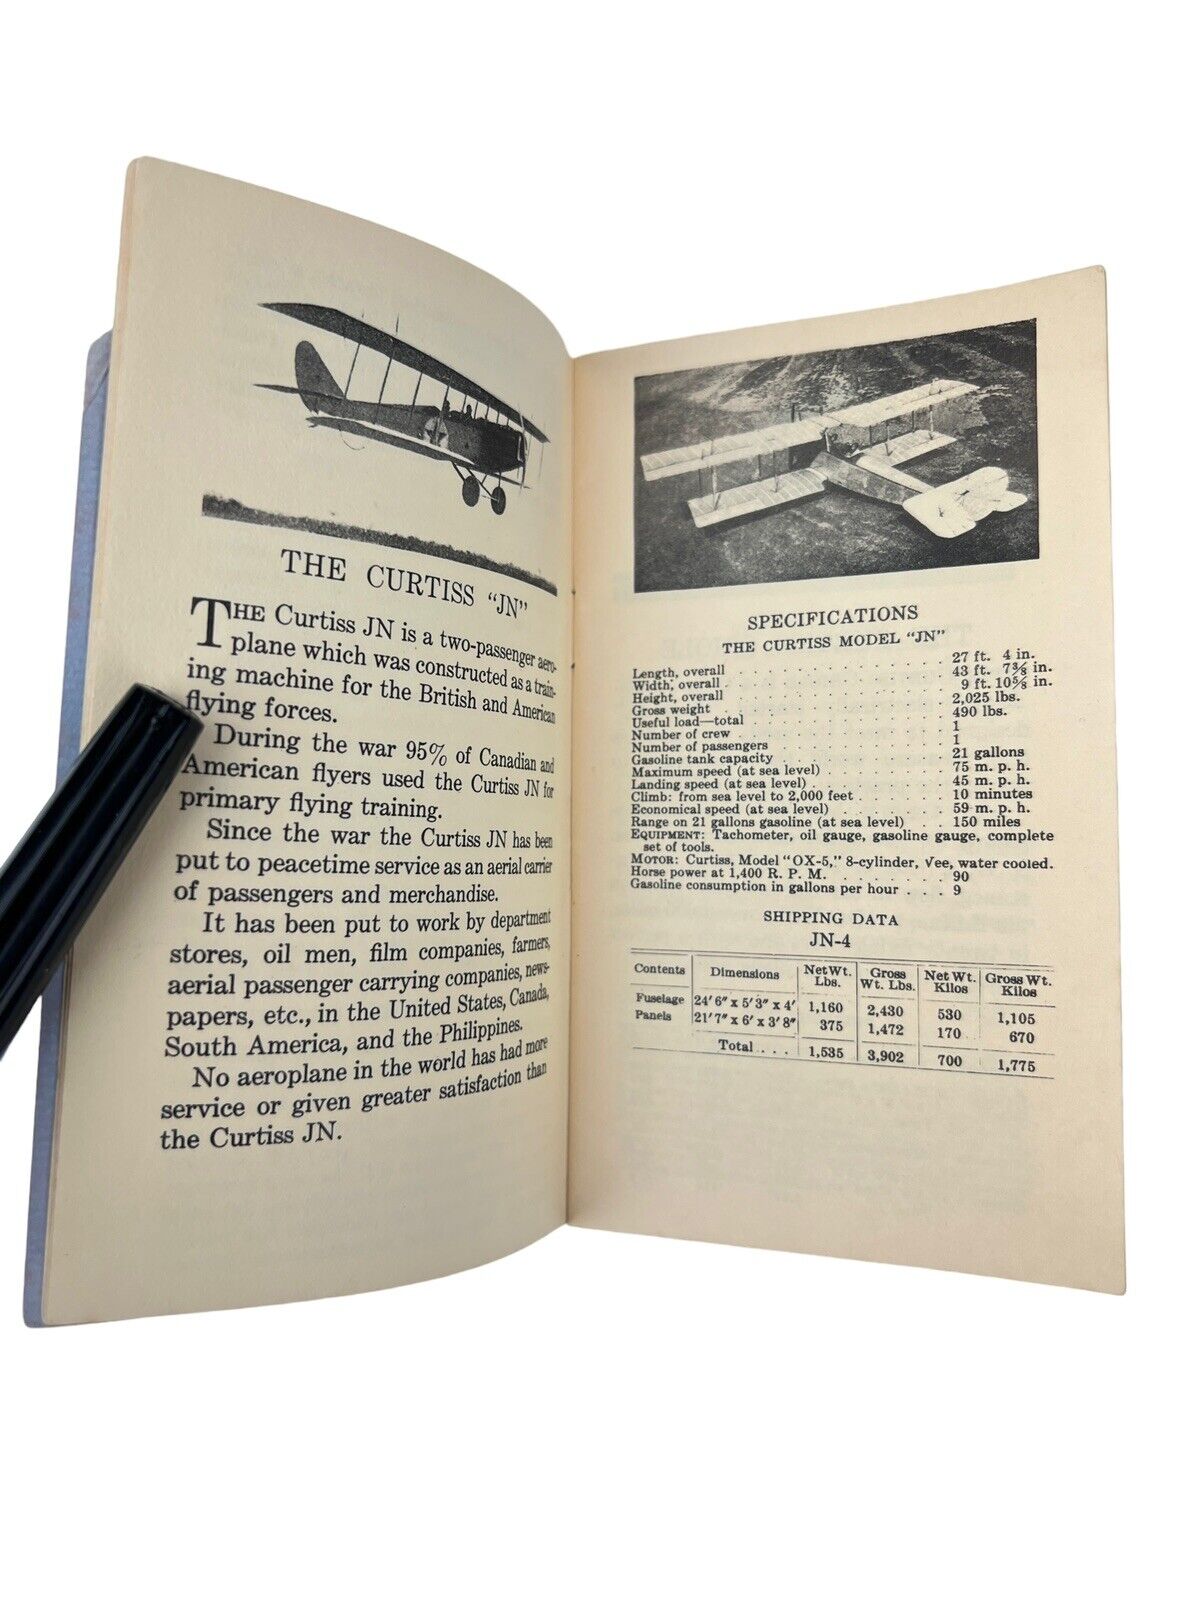 THE CURTISS "JN"
THE Curtiss JN is a two-passenger aero-
plane which was constructed as a train-
ing machine for the British and American
flying forces.
During the war 95% of Canadian and
American flyers used the Curtiss JN for
primary flying training.
Since the war the Curtiss JN has been
put to peacetime service as an aerial carrier
of passengers and merchandise.
It has been put to work by department
stores, oil men, film companies, farmers,
aerial passenger carrying companies, news-
papers, etc., in the United States, Canada,
South America, and the Philippines.
No aeroplane in the world has had more
service or given greater satisfaction than
the Curtiss JN.
SPECIFICATIONS
THE CURTISS MODEL "JN"
Length, overall . . . . . . . . . . . 27 ft. 4 in.
Width, overall . . . . . . . . . . . 43 ft. 7⅜ in.
Height, overall . . . . . . . . . . . 9 ft. 10⅝ in.
Gross weight . . . . . . . . . . . 2,025 lbs.
Useful load—total . . . . . . . . . . 490 lbs.
Number of crew . . . . . . . . . . . 1
Number of passengers . . . . . . . . . 1
Gasoline tank capacity . . . . . . . . . 21 gallons
Maximum speed (at sea level) . . . . . . . 75 m. p. h.
Landing speed (at sea level) . . . . . . . 45 m. p. h.
Climb: from sea level to 2,000 feet . . . . . . 10 minutes
Economical speed (at sea level) . . . . . . . 59 m. p. h.
Range on 21 gallons gasoline (at sea level) . . 150 miles
EQUIPMENT: Tachometer, oil gauge, gasoline gauge, complete
set of tools.
MOTOR: Curtiss, Model "OX-5," 8-cylinder, Vee, water cooled.
Horse power at 1,400 R. P. M. . . . . . . . 90
Gasoline consumption in gallons per hour . . . 9
SHIPPING DATA
JN-4
Contents Dimensions Net Wt. Lbs. Gross Wt. Lbs. Net Wt. Kilos Gross Wt. Kilos
Fuselage 24' 6" x 5' 3" x 4' 1,160 2,430 530 1,105
Panels 21' 7" x 6' x 3' 8" 375 1,472 170 670
Total . . . 1,535 3,902 700 1,775